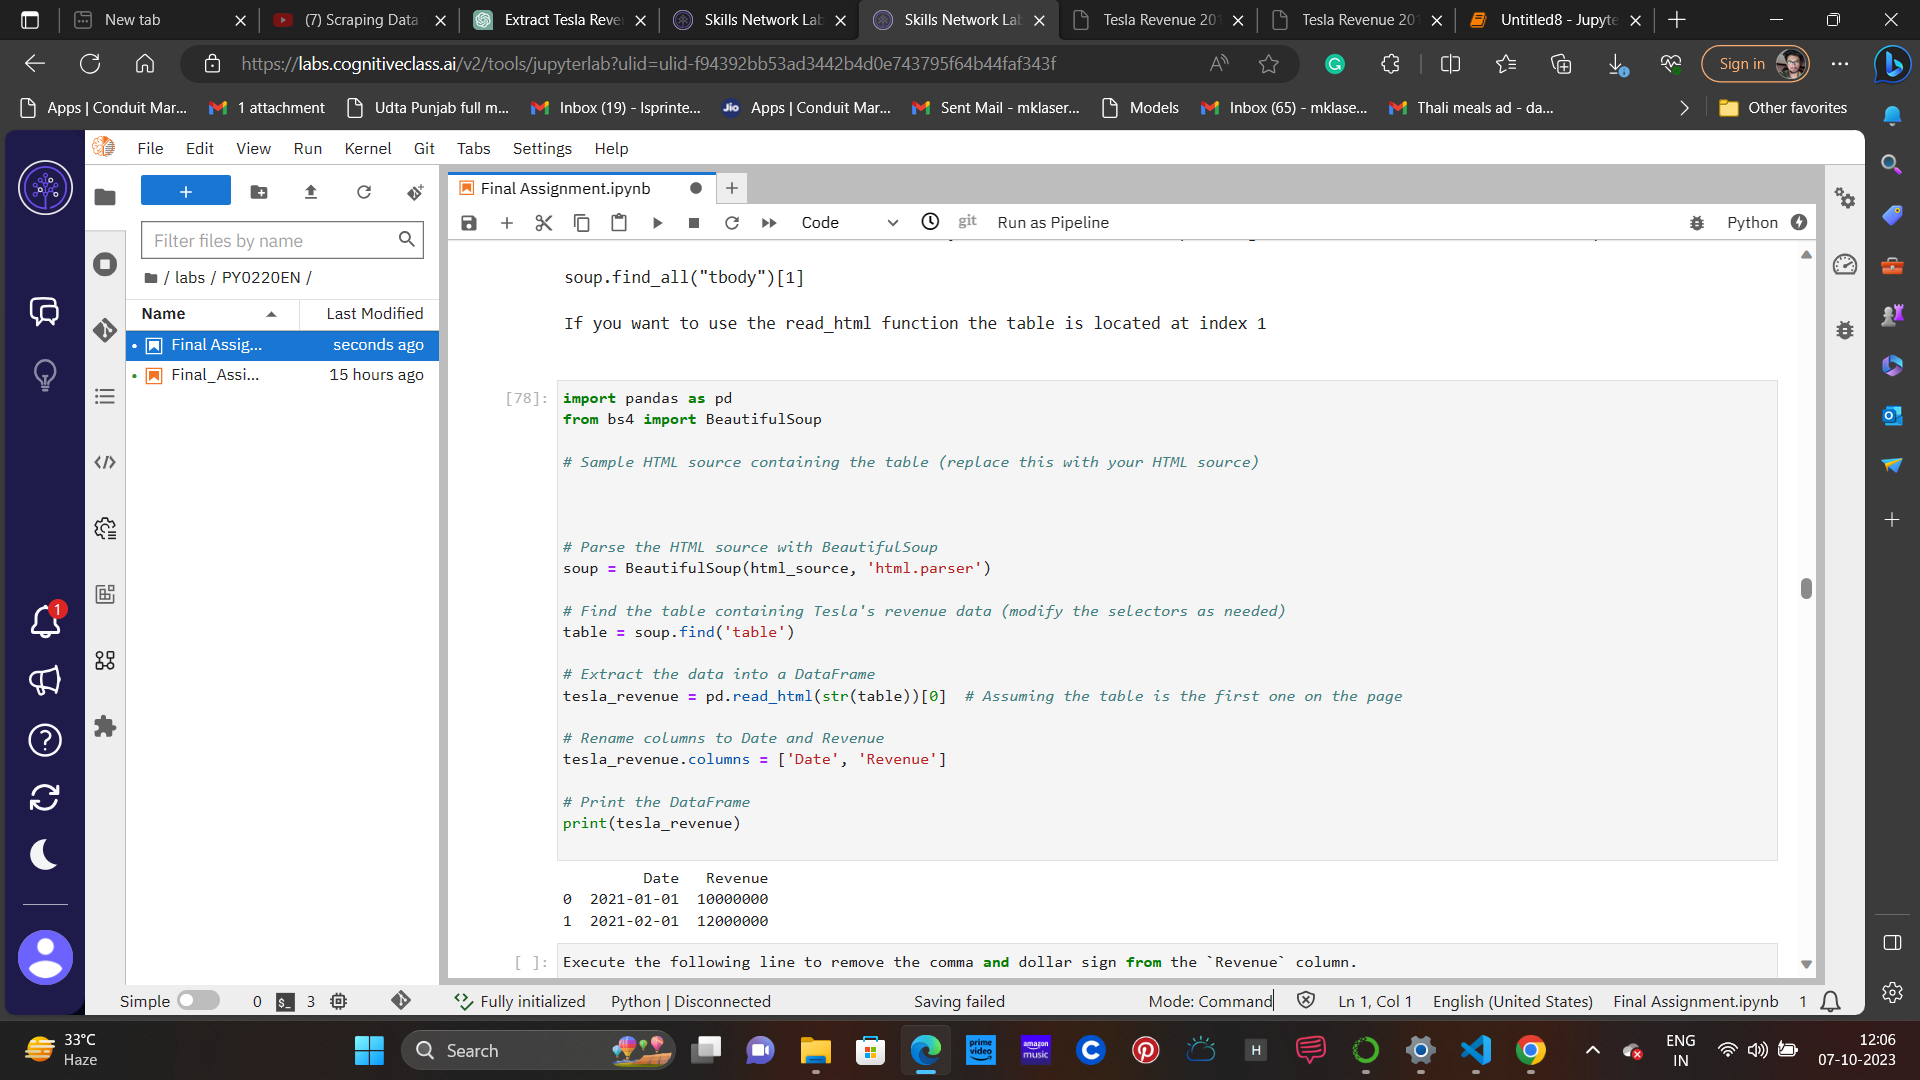 New tab
(7) Scraping Data
Extract Tesla Reve
Skills Network Lab
Skills Network La
Tesla Revenue 201
Tesla Revenue 201
Untitled8 - Jupyte
https://labs.cognitiveclass.ai/v2/tools/jupyterlab?ulid=ulid-f94392bb53ad3442b4d0e743795f64b44faf343f
Sign in
Apps | Conduit Mar...
1 attachment
Udta Punjab full m...
Inbox (19) - lsprinte...
Jio
Apps | Conduit Mar...
Sent Mail - mklaser...
Models
Inbox (65) - mklase...
Thali meals ad - da...
Other favorites
File Edit View Run Kernel Git Tabs Settings Help
Final Assignment.ipynb
Code
git
Run as Pipeline
Python
Filter files by name
/ labs / PY0220EN /
Name
Last Modified
Final Assig...
seconds ago
Final_Assi...
15 hours ago
soup.find_all("tbody")[1]
If you want to use the read_html function the table is located at index 1
[78]:
import pandas as pd
from bs4 import BeautifulSoup
# Sample HTML source containing the table (replace this with your HTML source)
# Parse the HTML source with BeautifulSoup
soup = BeautifulSoup(html_source, 'html.parser')
# Find the table containing Tesla's revenue data (modify the selectors as needed)
table = soup.find('table')
# Extract the data into a DataFrame
tesla_revenue = pd.read_html(str(table))[0]  # Assuming the table is the first one on the page
# Rename columns to Date and Revenue
tesla_revenue.columns = ['Date', 'Revenue']
# Print the DataFrame
print(tesla_revenue)
Date Revenue
0 2021-01-01 10000000
1 2021-02-01 12000000
[ ]:
Execute the following line to remove the comma and dollar sign from the `Revenue` column.
1
Simple
0
$_
3
Fully initialized
Python | Disconnected
Saving failed
Mode: Command
Ln 1, Col 1
English (United States)
Final Assignment.ipynb
1
33°C
Haze
Search
prime video
amazon music
H
ENG
IN
12:06
07-10-2023